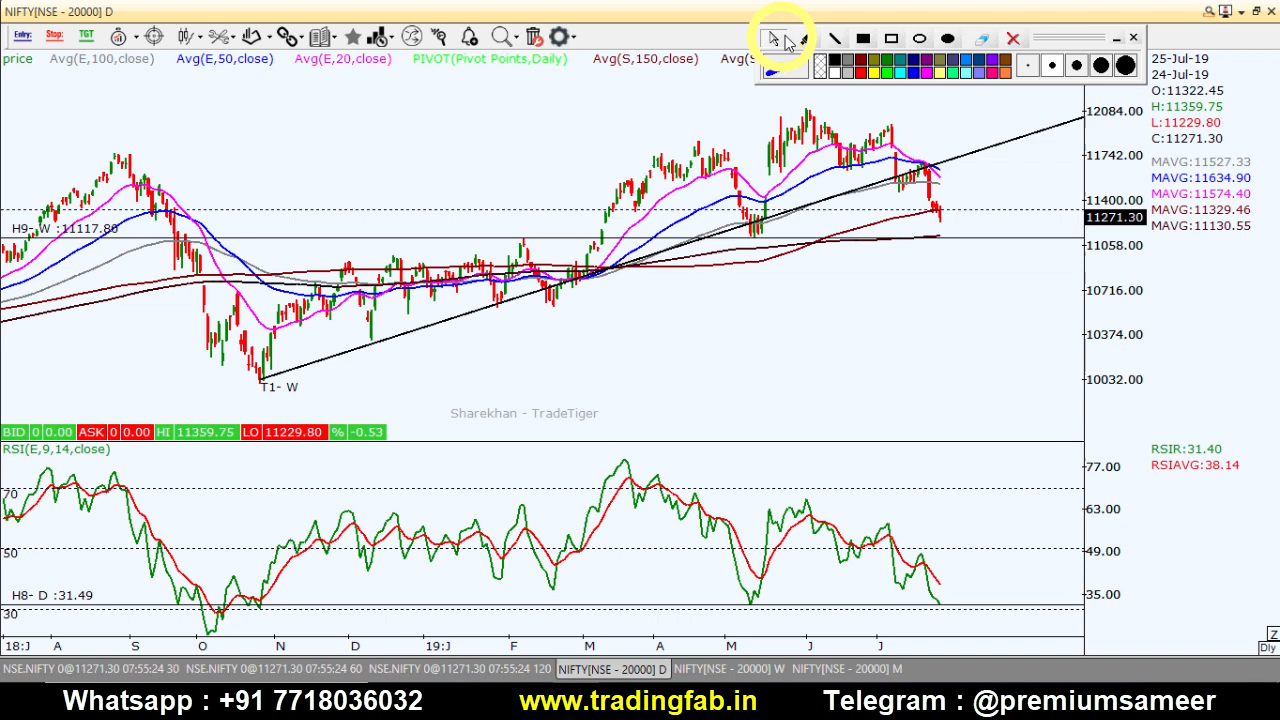 NIFTY[NSE - 20000] D
Entry: Stop: TGT
price Avg(E,100,close) Avg(E,50,close) Avg(E,20,close) PIVOT(Pivot Points,Daily) Avg(S,150,close) Avg(S
25-Jul-19
24-Jul-19
O:11322.45
H:11359.75
L:11229.80
C:11271.30
MAVG:11527.33
MAVG:11634.90
MAVG:11574.40
MAVG:11329.46
MAVG:11130.55
12084.00
11742.00
11400.00
11271.30
11058.00
10716.00
10374.00
10032.00
H9- W :11117.80
T1- W
Sharekhan - TradeTiger
BID 0 0.00 ASK 0 0.00 HI 11359.75 LO 11229.80 % -0.53
RSI(E,9,14,close)
RSIR:31.40
RSIAVG:38.14
77.00
70
63.00
50
49.00
H8- D :31.49
35.00
30
18:J A S O N D 19:J F M A M J J
Z
Dly
NSE.NIFTY 0@11271.30 07:55:24 30 NSE.NIFTY 0@11271.30 07:55:24 60 NSE.NIFTY 0@11271.30 07:55:24 120 NIFTY[NSE - 20000] D NIFTY[NSE - 20000] W NIFTY[NSE - 20000] M
Whatsapp : +91 7718036032 www.tradingfab.in Telegram : @premiumsameer